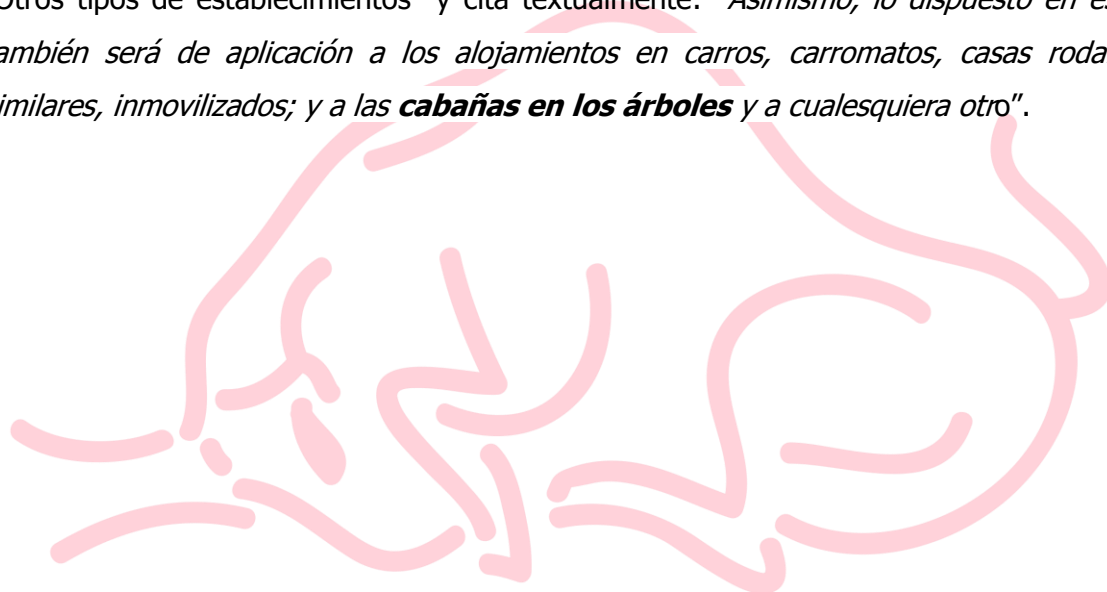 Otros tipos de establecimientos" y cita textualmente: "Asimismo, lo dispuesto en es
ambién será de aplicación a los alojamientos en carros, carromatos, casas roda
imilares, inmovilizados; y a las cabañas en los árboles y a cualesquiera otro".